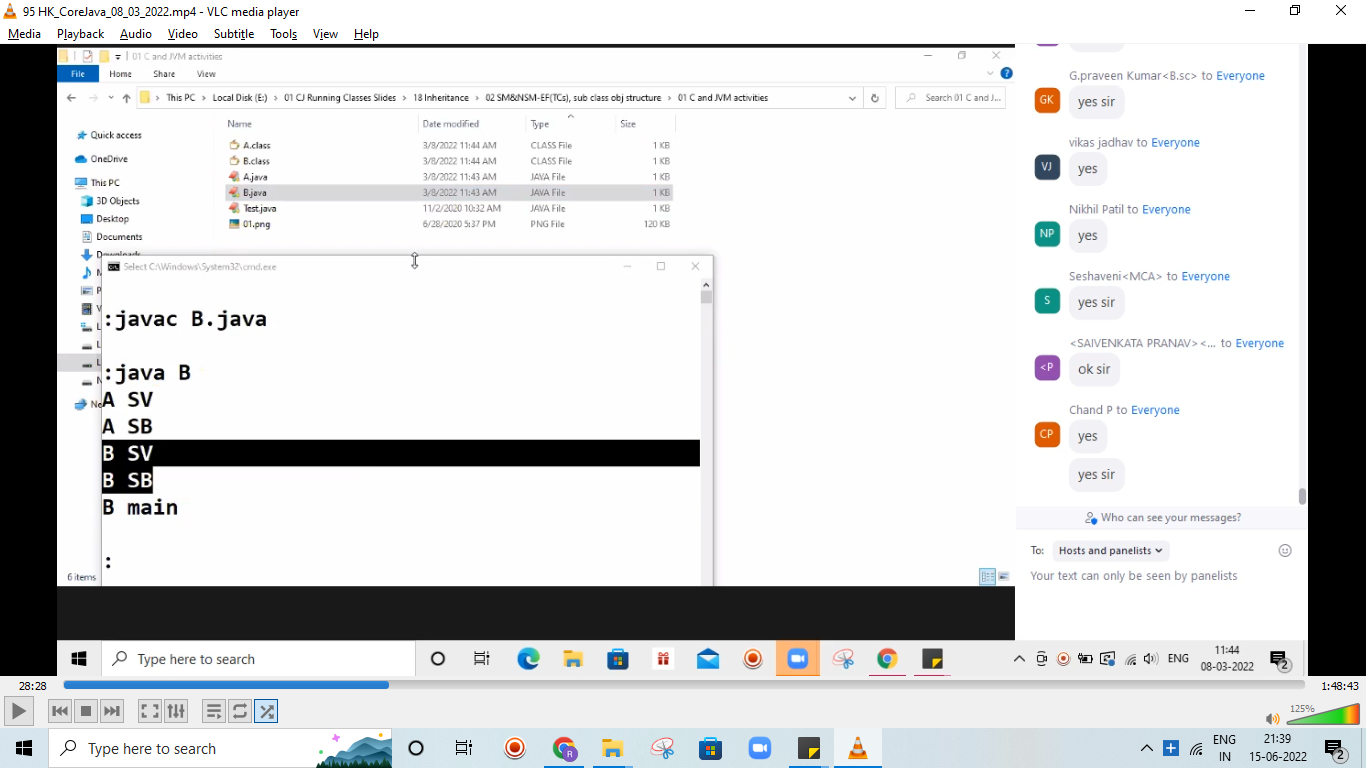 95 HK_CoreJava_08_03_2022.mp4 - VLC media player
Media Playback Audio Video Subtitle Tools View Help
01 C and JVM activities
File Home Share View
This PC > Local Disk (E:) > 01 CJ Running Classes Slides > 18 Inheritance > 02 SM&NSM-EF(TCs), sub class obj structure > 01 C and JVM activities
Search 01 C and J...
Quick access
OneDrive
This PC
3D Objects
Desktop
Documents
Downloads
Name Date modified Type Size
A.class 3/8/2022 11:44 AM CLASS File 1 KB
B.class 3/8/2022 11:44 AM CLASS File 1 KB
A.java 3/8/2022 11:43 AM JAVA File 1 KB
B.java 3/8/2022 11:43 AM JAVA File 1 KB
Test.java 11/2/2020 10:32 AM JAVA File 1 KB
01.png 6/28/2020 5:37 PM PNG File 120 KB
Select C:\Windows\System32\cmd.exe
:javac B.java
:java B
A SV
A SB
B SV
B SB
B main
:
6 items
G.praveen Kumar<B.sc> to Everyone
GK
yes sir
vikas jadhav to Everyone
VJ
yes
Nikhil Patil to Everyone
NP
yes
Seshaveni<MCA> to Everyone
S
yes sir
<SAIVENKATA PRANAV><... to Everyone
<P
ok sir
Chand P to Everyone
CP
yes
yes sir
Who can see your messages?
To: Hosts and panelists
Your text can only be seen by panelists
Type here to search
ENG
11:44
08-03-2022
2
28:28
1:48:43
125%
Type here to search
R
ENG
IN
21:39
15-06-2022
2